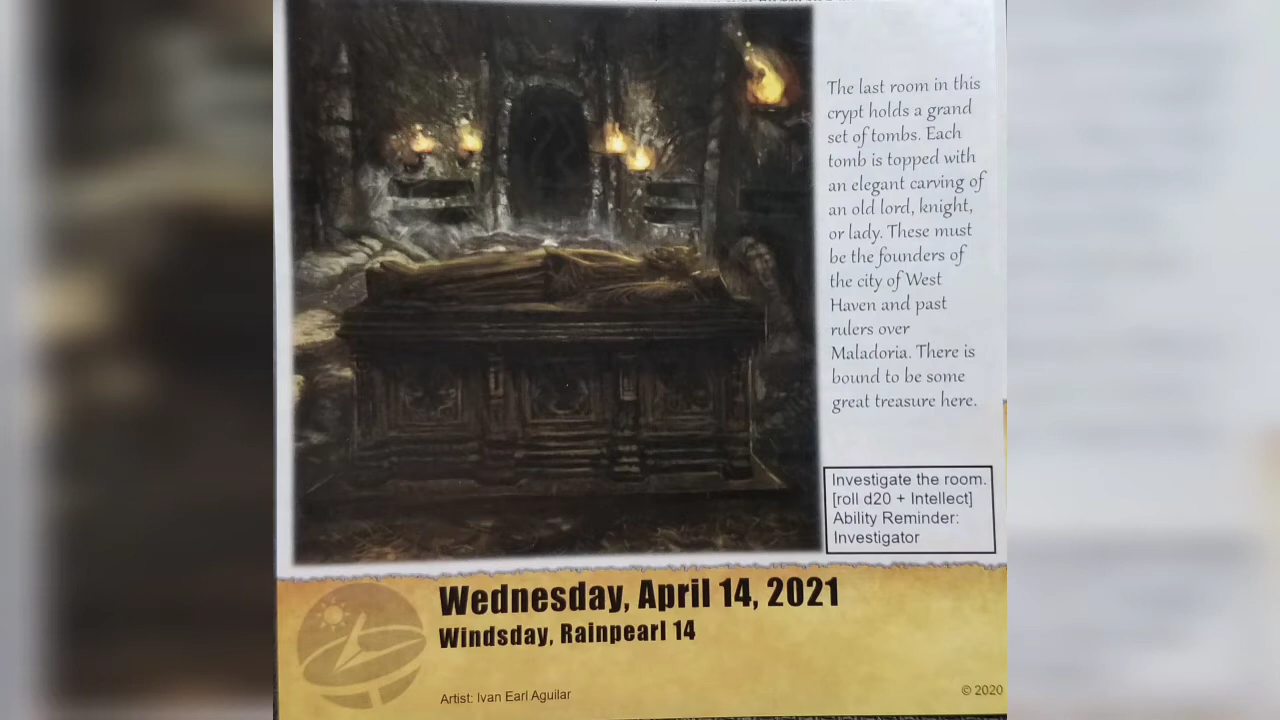 The last room in this
crypt holds a grand
set of tombs. Each
tomb is topped with
an elegant carving of
an old lord, knight,
or lady. These must
be the founders of
the city of West
Haven and past
rulers over
Maladoria. There is
bound to be some
great treasure here.
Investigate the room.
[roll d20 + Intellect]
Ability Reminder:
Investigator
Wednesday, April 14, 2021
Windsday, Rainpearl 14
Artist: Ivan Earl Aguilar
© 2020